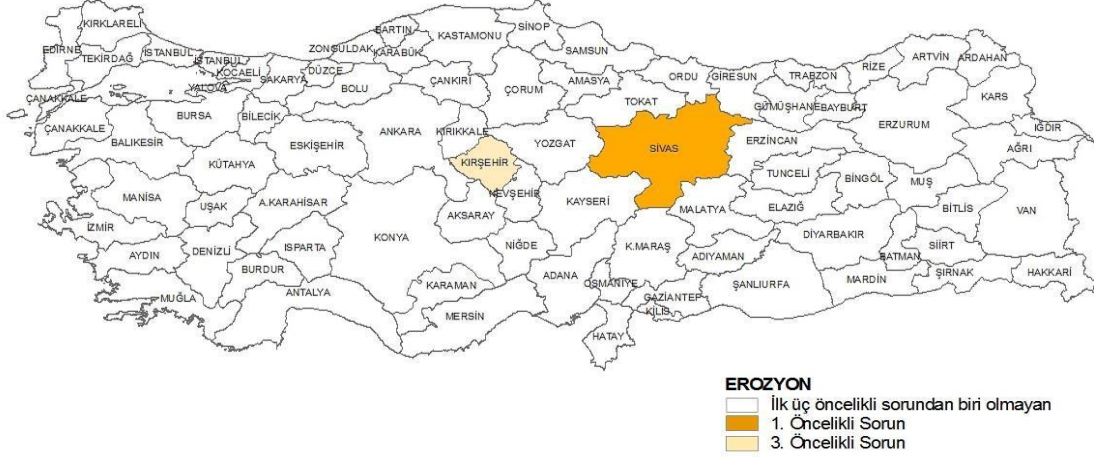 KIRKLARELİ
EDİRNE
TEKİRDAĞ
İSTANBUL
İSTANBUL
KOCAELİ
YALOVA
SAKARYA
DÜZCE
ZONGULDAK
BARTIN
KARABÜK
KASTAMONU
SİNOP
SAMSUN
ÇANKIRI
BOLU
ÇORUM
AMASYA
ORDU
GİRESUN
TRABZON
RİZE
ARTVİN
ARDAHAN
KARS
IĞDIR
AĞRI
ÇANAKKALE
ÇANAKKALE
BALIKESİR
BURSA
BİLECİK
ESKİŞEHİR
KÜTAHYA
ANKARA
KIRIKKALE
KIRŞEHİR
YOZGAT
TOKAT
SİVAS
GÜMÜŞHANE
BAYBURT
ERZİNCAN
ERZURUM
TUNCELİ
BİNGÖL
MUŞ
BİTLİS
VAN
MANİSA
UŞAK
A.KARAHİSAR
İZMİR
AYDIN
DENİZLİ
ISPARTA
BURDUR
MUĞLA
ANTALYA
KONYA
AKSARAY
NEVŞEHİR
KAYSERİ
NİĞDE
KARAMAN
MERSİN
ADANA
OSMANİYE
K.MARAŞ
MALATYA
ELAZIĞ
ADIYAMAN
GAZİANTEP
KİLİS
HATAY
ŞANLIURFA
DİYARBAKIR
MARDİN
BATMAN
SİİRT
ŞIRNAK
HAKKARİ
EROZYON
İlk üç öncelikli sorundan biri olmayan
1. Öncelikli Sorun
3. Öncelikli Sorun